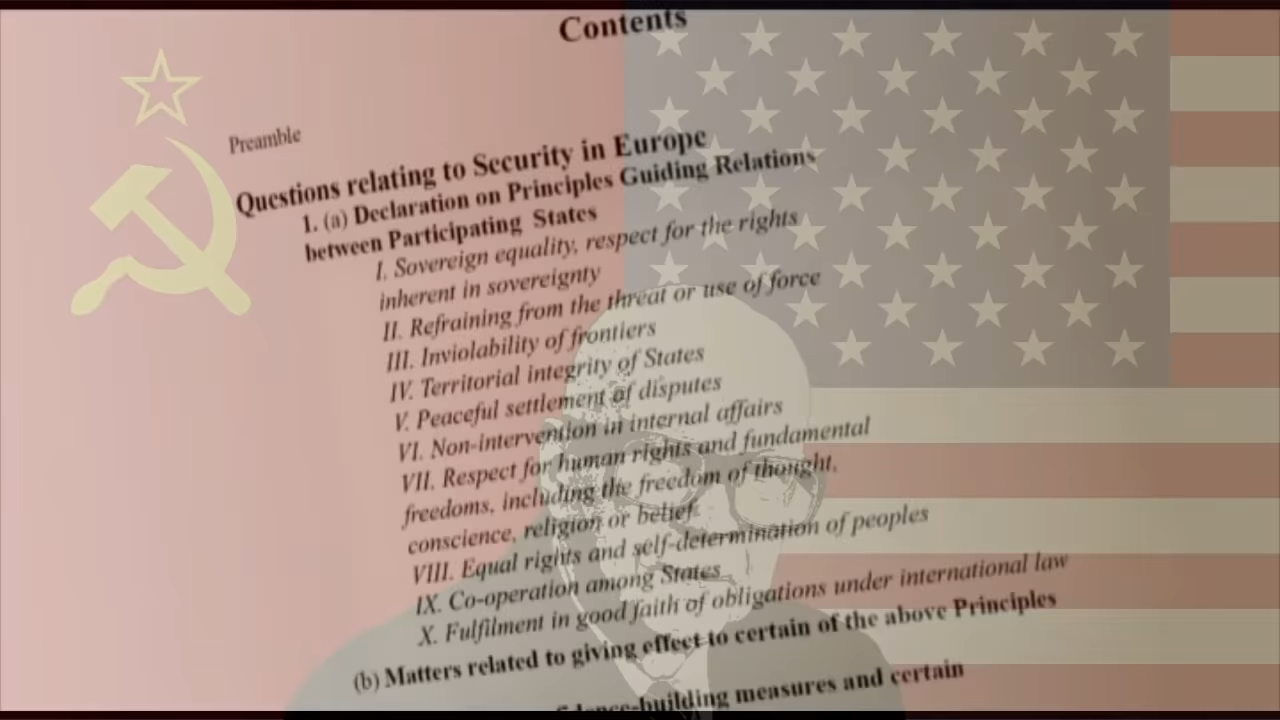 Contents
Preamble
Questions relating to Security in Europe
1. (a) Declaration on Principles Guiding Relations
between Participating States
I. Sovereign equality, respect for the rights
inherent in sovereignty
II. Refraining from the threat or use of force
III. Inviolability of frontiers
IV. Territorial integrity of States
V. Peaceful settlement of disputes
VI. Non-intervention in internal affairs
VII. Respect for human rights and fundamental
freedoms, including the freedom of thought,
conscience, religion or belief
VIII. Equal rights and self-determination of peoples
IX. Co-operation among States
X. Fulfilment in good faith of obligations under international law
(b) Matters related to giving effect to certain of the above Principles
measures and certain